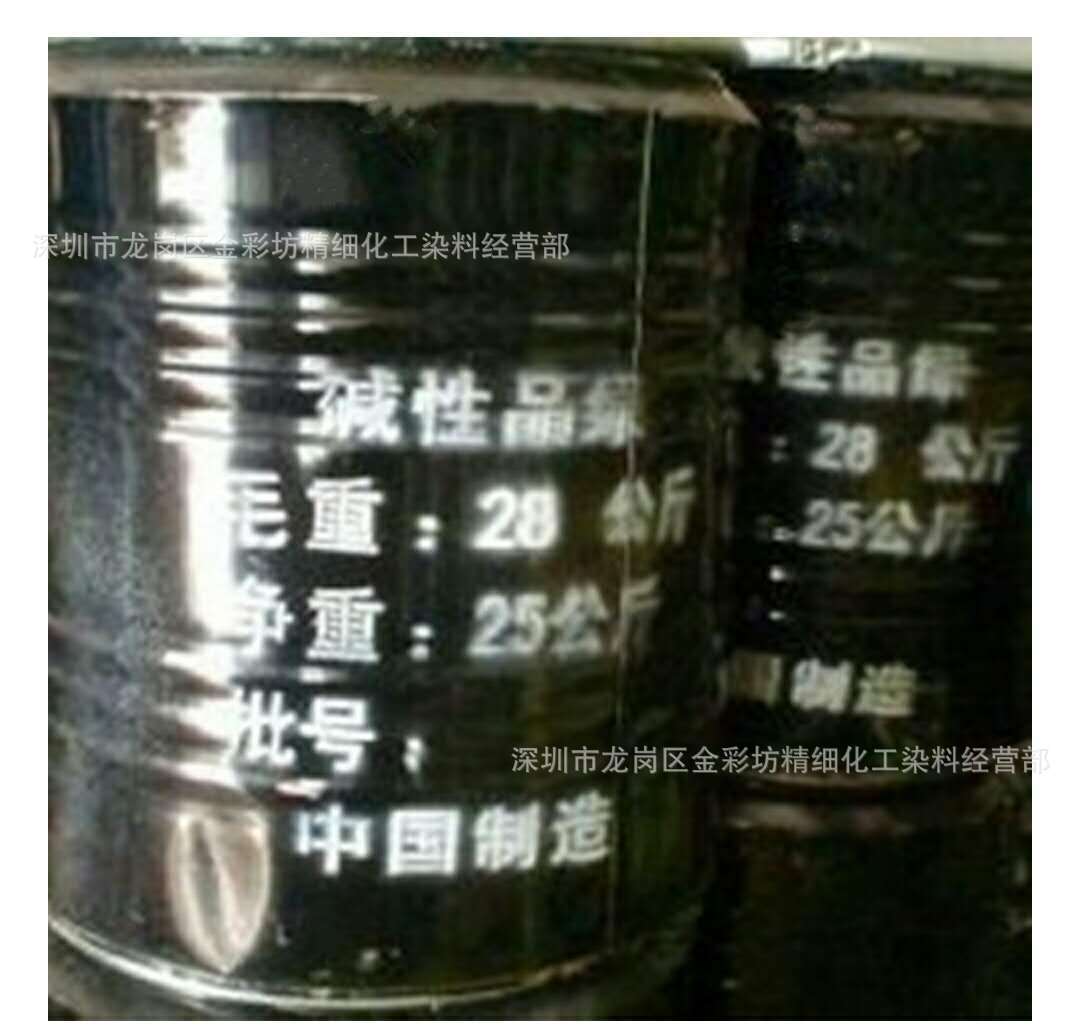 深圳市龙岗区金彩坊精细化工染料经营部
碱性品绿
毛重：28 公斤
净重：25公斤
批号：
中国制造
性品绿
：28 公斤
：25公斤
：
国制造
深圳市龙岗区金彩坊精细化工染料经营部